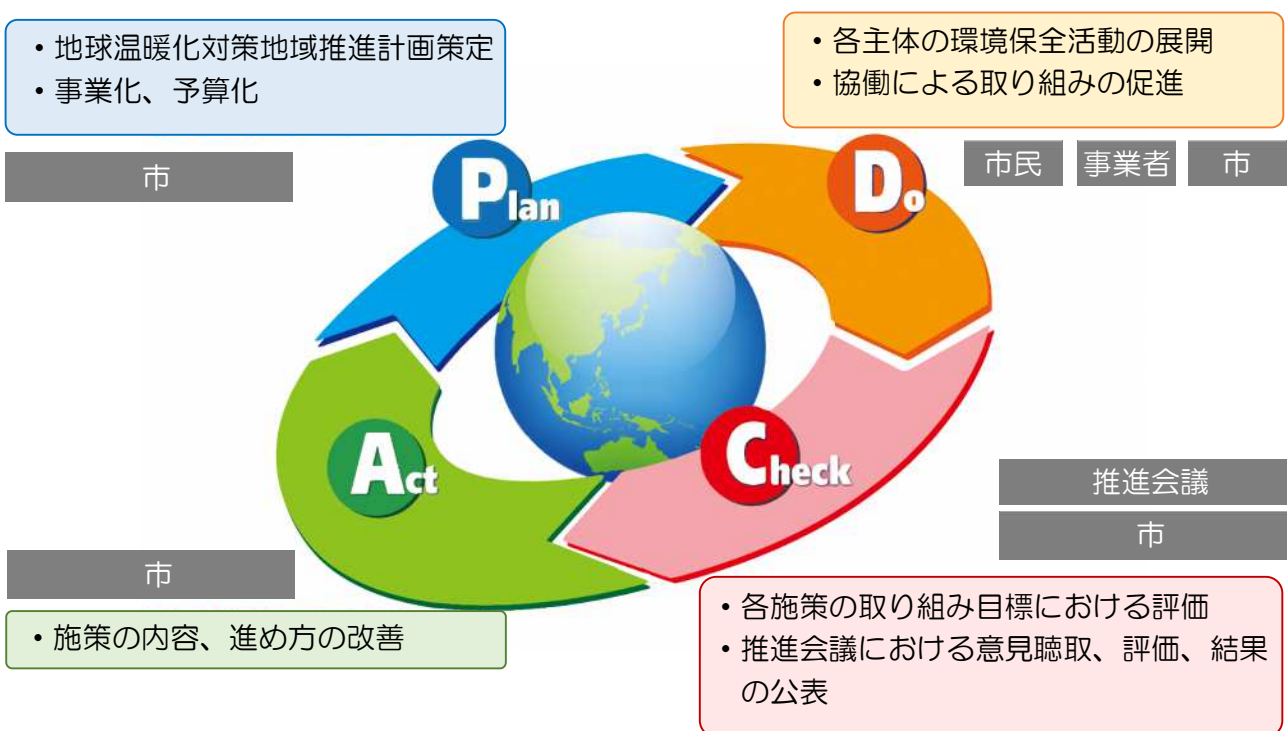 ・地球温暖化対策地域推進計画策定
・事業化、予算化
市
Plan
・各主体の環境保全活動の展開
・協働による取り組みの促進
市民 事業者 市
Do
Check
推進会議
市
・各施策の取り組み目標における評価
・推進会議における意見聴取、評価、結果
の公表
Act
市
・施策の内容、進め方の改善